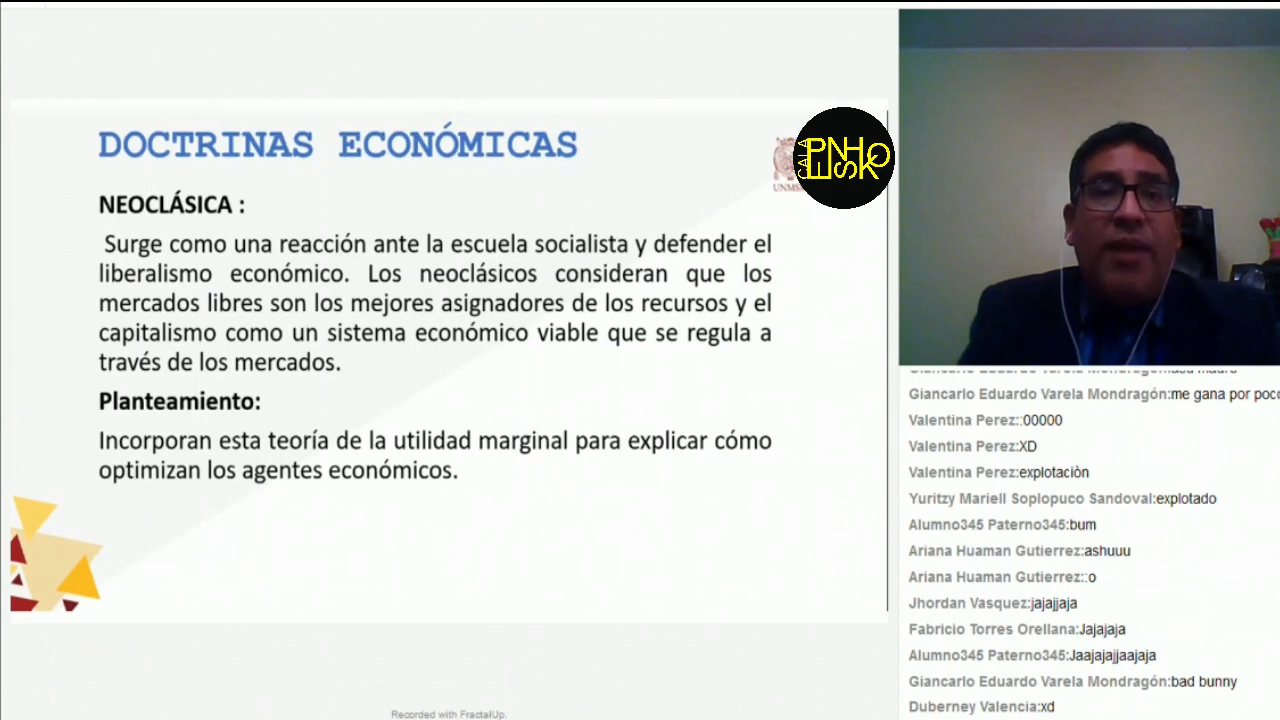 DOCTRINAS ECONÓMICAS
NEOCLÁSICA :
Surge como una reacción ante la escuela socialista y defender el
liberalismo económico. Los neoclásicos consideran que los
mercados libres son los mejores asignadores de los recursos y el
capitalismo como un sistema económico viable que se regula a
través de los mercados.
Planteamiento:
Incorporan esta teoría de la utilidad marginal para explicar cómo
optimizan los agentes económicos.
Recorded with FractalUp.
Giancarlo Eduardo Varela Mondragón:me gana por poco
Valentina Perez::00000
Valentina Perez:XD
Valentina Perez:explotaciòn
Yuritzy Mariell Soplopuco Sandoval:explotado
Alumno345 Paterno345:bum
Ariana Huaman Gutierrez:ashuuu
Ariana Huaman Gutierrez::o
Jhordan Vasquez:jajajjaja
Fabricio Torres Orellana:Jajajaja
Alumno345 Paterno345:Jaajajajjaajaja
Giancarlo Eduardo Varela Mondragón:bad bunny
Duberney Valencia:xd